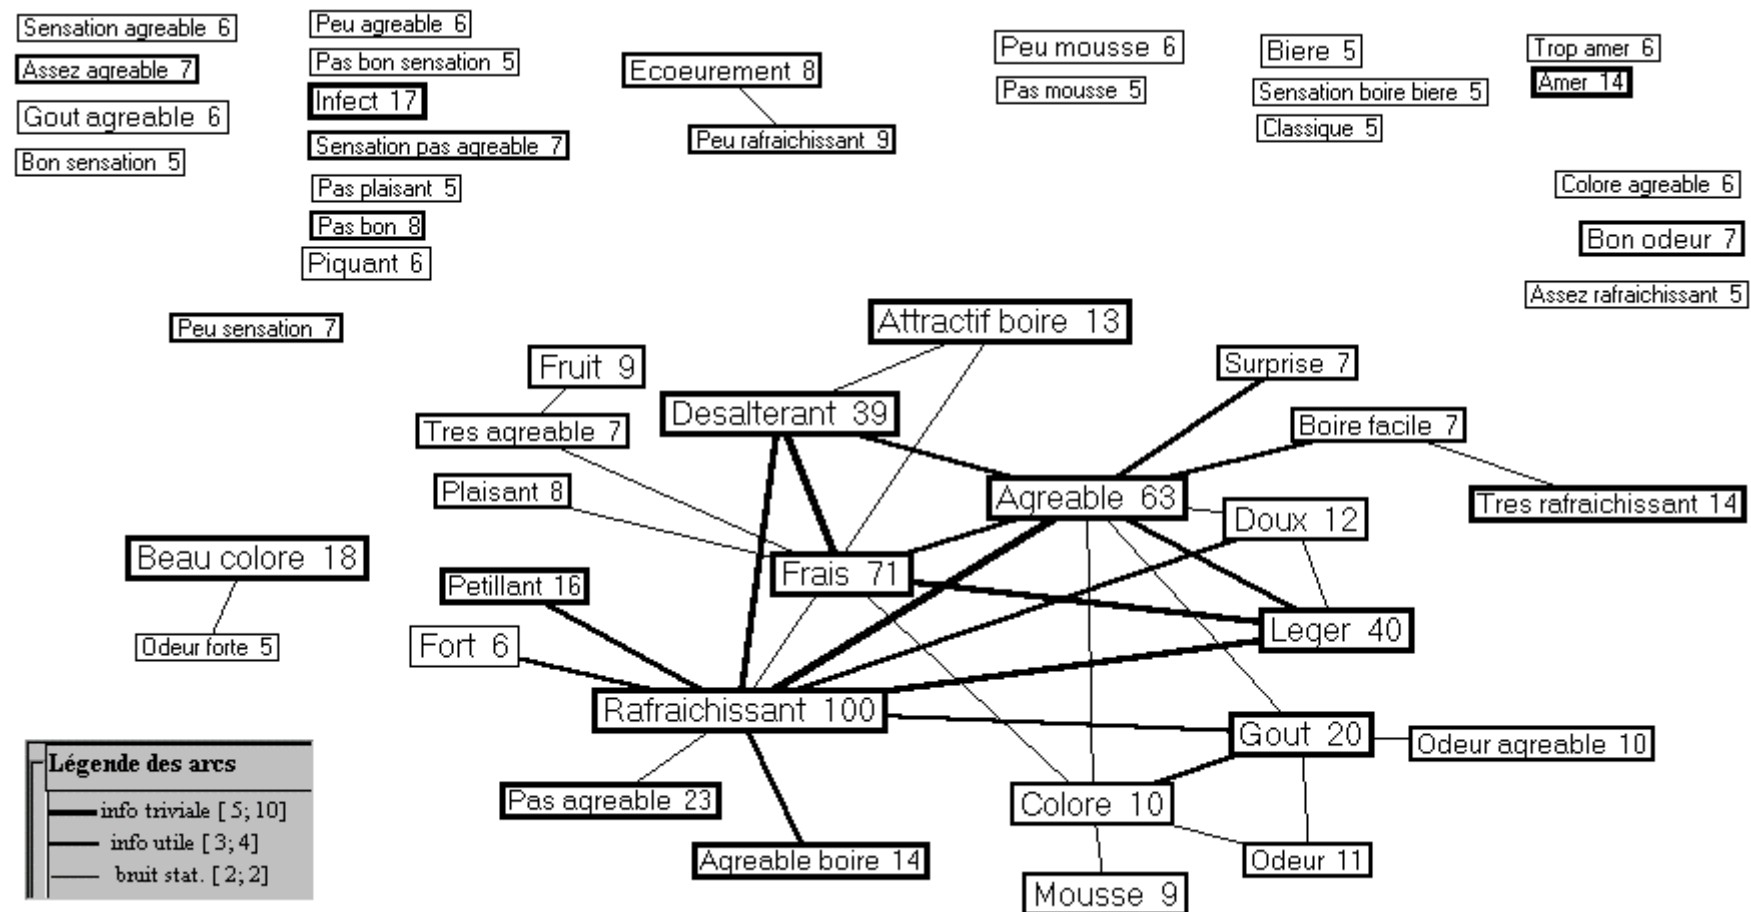 Sensation agreable 6
Assez agreable 7
Gout agreable 6
Bon sensation 5
Peu agreable 6
Pas bon sensation 5
Infect 17
Sensation pas agreable 7
Pas plaisant 5
Pas bon 8
Piquant 6
Ecoeurement 8
Peu rafraichissant 9
Peu mousse 6
Pas mousse 5
Biere 5
Sensation boire biere 5
Classique 5
Trop amer 6
Amer 14
Colore agreable 6
Bon odeur 7
Assez rafraichissant 5
Peu sensation 7
Attractif boire 13
Fruit 9
Surprise 7
Desalterant 39
Tres agreable 7
Boire facile 7
Plaisant 8
Agreable 63
Tres rafraichissant 14
Doux 12
Beau colore 18
Frais 71
Petillant 16
Leger 40
Odeur forte 5
Fort 6
Rafraichissant 100
Gout 20
Odeur agreable 10
Pas agreable 23
Colore 10
Agreable boire 14
Odeur 11
Mousse 9
Légende des arcs
info triviale [ 5; 10]
info utile [ 3; 4]
bruit stat. [ 2; 2]